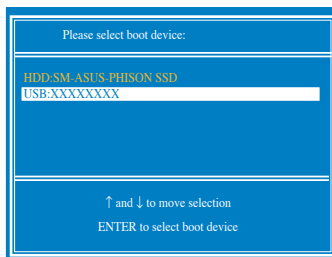 Please select boot device:
HDD:SM-ASUS-PHISON SSD
USB:XXXXXXXX
↑ and ↓ to move selection
ENTER to select boot device